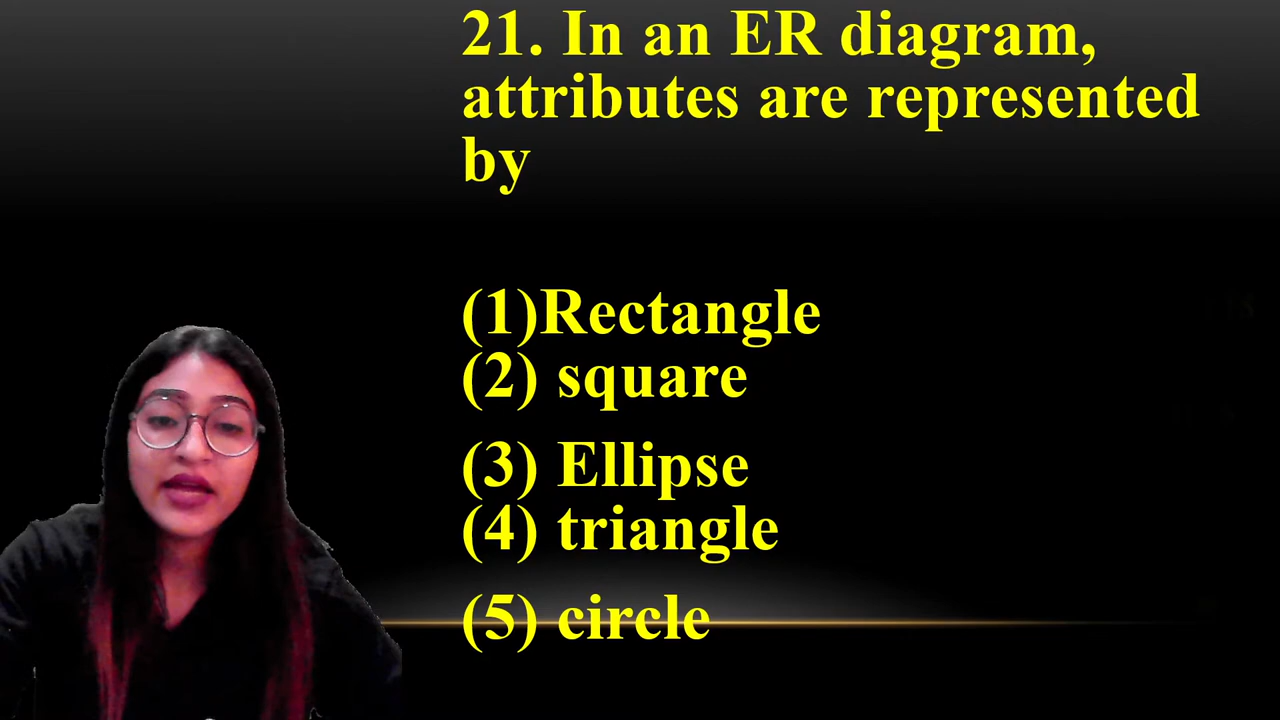 21. In an ER diagram,
attributes are represented
by
(1)Rectangle
(2) square
(3) Ellipse
(4) triangle
(5) circle